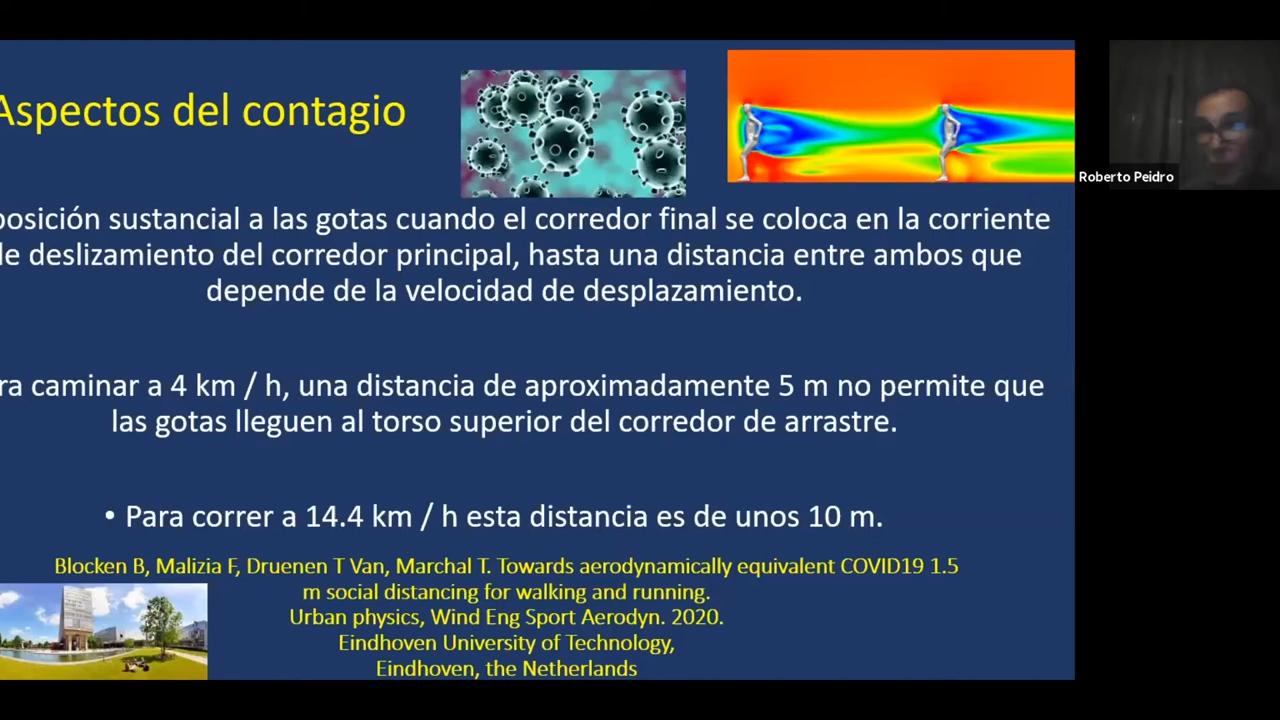 Aspectos del contagio
posición sustancial a las gotas cuando el corredor final se coloca en la corriente
de deslizamiento del corredor principal, hasta una distancia entre ambos que
depende de la velocidad de desplazamiento.
ra caminar a 4 km / h, una distancia de aproximadamente 5 m no permite que
las gotas lleguen al torso superior del corredor de arrastre.
• Para correr a 14.4 km / h esta distancia es de unos 10 m.
Blocken B, Malizia F, Druenen T Van, Marchal T. Towards aerodynamically equivalent COVID19 1.5
m social distancing for walking and running.
Urban physics, Wind Eng Sport Aerodyn. 2020.
Eindhoven University of Technology,
Eindhoven, the Netherlands
Roberto Peidro